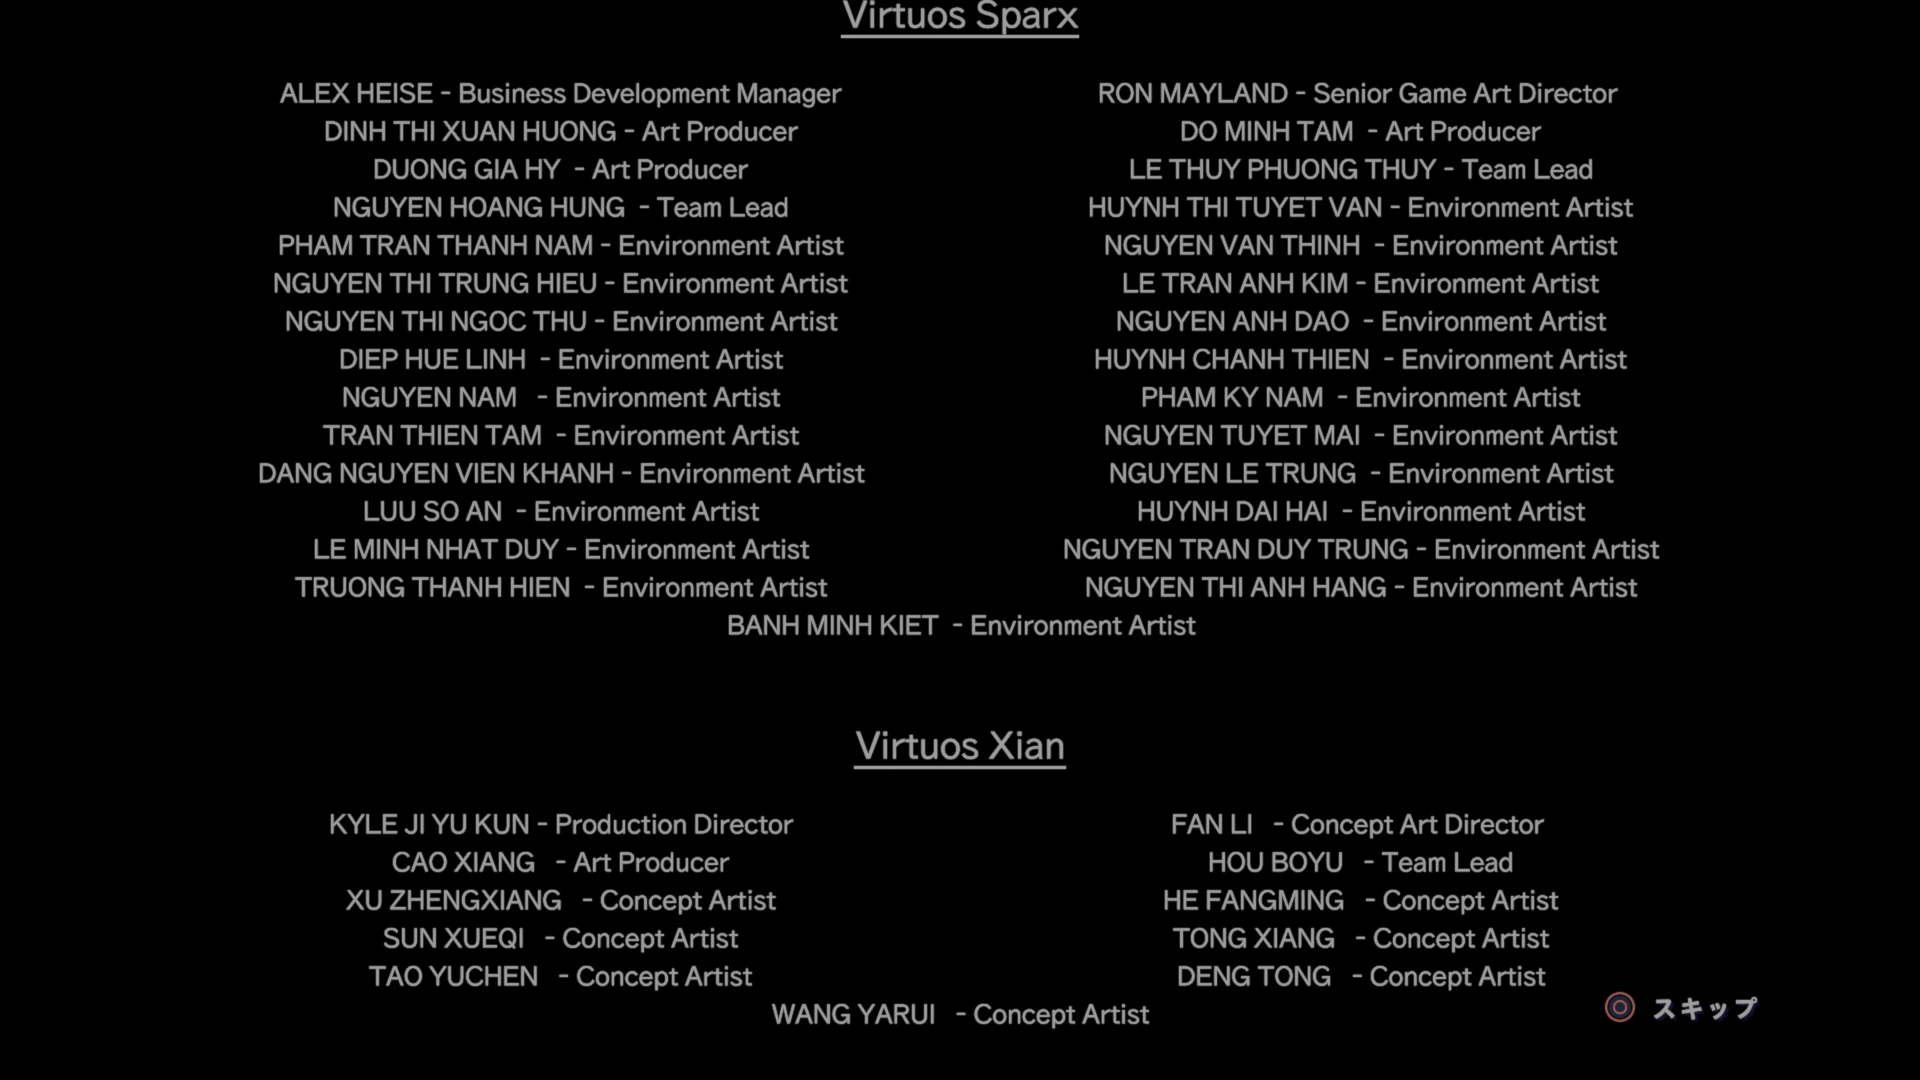 Virtuos Sparx
ALEX HEISE - Business Development Manager
RON MAYLAND - Senior Game Art Director
DINH THI XUAN HUONG - Art Producer
DO MINH TAM - Art Producer
DUONG GIA HY - Art Producer
LE THUY PHUONG THUY - Team Lead
NGUYEN HOANG HUNG - Team Lead
HUYNH THI TUYET VAN - Environment Artist
PHAM TRAN THANH NAM - Environment Artist
NGUYEN VAN THINH - Environment Artist
NGUYEN THI TRUNG HIEU - Environment Artist
LE TRAN ANH KIM - Environment Artist
NGUYEN THI NGOC THU - Environment Artist
NGUYEN ANH DAO - Environment Artist
DIEP HUE LINH - Environment Artist
HUYNH CHANH THIEN - Environment Artist
NGUYEN NAM - Environment Artist
PHAM KY NAM - Environment Artist
TRAN THIEN TAM - Environment Artist
NGUYEN TUYET MAI - Environment Artist
DANG NGUYEN VIEN KHANH - Environment Artist
NGUYEN LE TRUNG - Environment Artist
LUU SO AN - Environment Artist
HUYNH DAI HAI - Environment Artist
LE MINH NHAT DUY - Environment Artist
NGUYEN TRAN DUY TRUNG - Environment Artist
TRUONG THANH HIEN - Environment Artist
NGUYEN THI ANH HANG - Environment Artist
BANH MINH KIET - Environment Artist
Virtuos Xian
KYLE JI YU KUN - Production Director
FAN LI - Concept Art Director
CAO XIANG - Art Producer
HOU BOYU - Team Lead
XU ZHENGXIANG - Concept Artist
HE FANGMING - Concept Artist
SUN XUEQI - Concept Artist
TONG XIANG - Concept Artist
TAO YUCHEN - Concept Artist
DENG TONG - Concept Artist
WANG YARUI - Concept Artist
スキップ